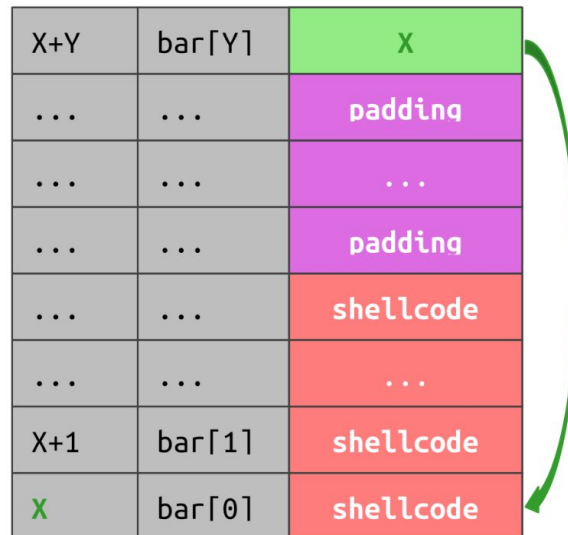 X+Y bar[Y] X
... ... padding
... ... ...
... ... padding
... ... shellcode
... ... ...
X+1 bar[1] shellcode
X bar[0] shellcode